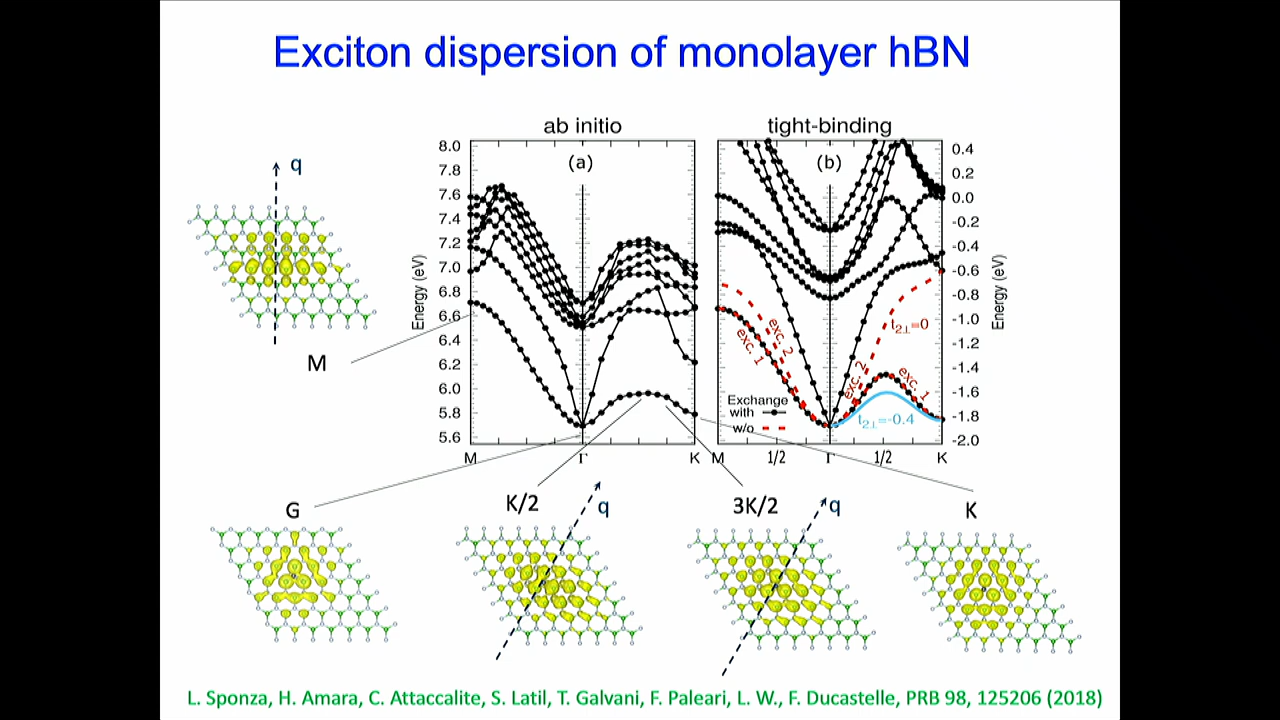 Exciton dispersion of monolayer hBN
ab initio
tight-binding
q
M
Energy (eV)
8.0
7.8
7.6
7.4
7.2
7.0
6.8
6.6
6.4
6.2
6.0
5.8
5.6
(a)
M
Γ
K
(b)
exc. 1
exc. 2
exc. 2
exc. 1
t2⊥=0
t2⊥=-0.4
Exchange
with
w/o
M
1/2
Γ
1/2
K
0.4
0.2
0.0
-0.2
-0.4
-0.6
-0.8
-1.0
-1.2
-1.4
-1.6
-1.8
-2.0
Energy (eV)
G
K/2
q
3K/2
q
K
L. Sponza, H. Amara, C. Attaccalite, S. Latil, T. Galvani, F. Paleari, L. W., F. Ducastelle, PRB 98, 125206 (2018)